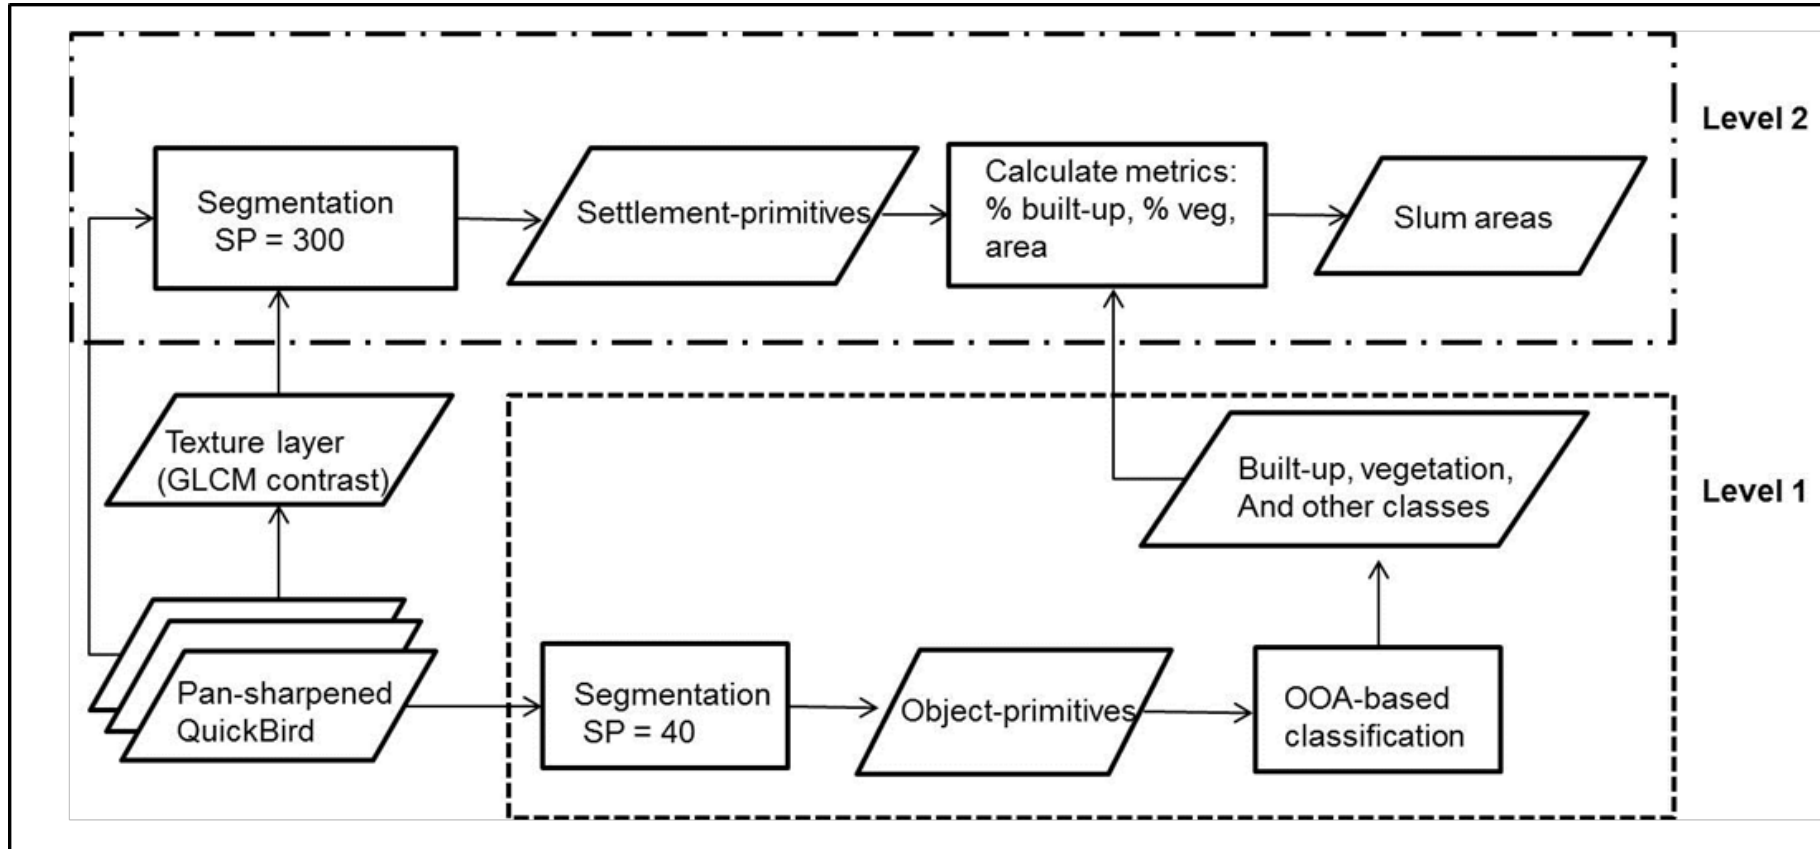 Level 2
Segmentation
SP = 300
Settlement-primitives
Calculate metrics:
% built-up, % veg,
area
Slum areas
Texture layer
(GLCM contrast)
Built-up, vegetation,
And other classes
Level 1
Pan-sharpened
QuickBird
Segmentation
SP = 40
Object-primitives
OOA-based
classification